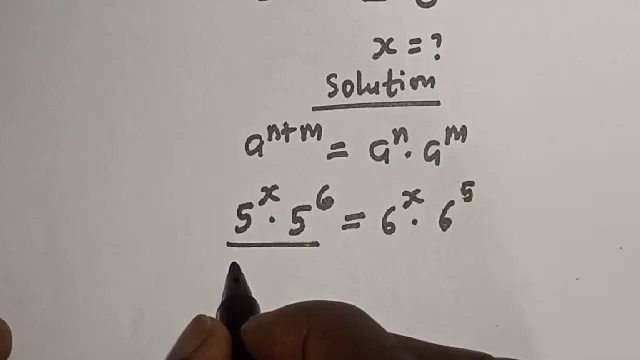 x = ?
Solution
a^{n+m} = a^n · a^m
5^x · 5^6 = 6^x · 6^5